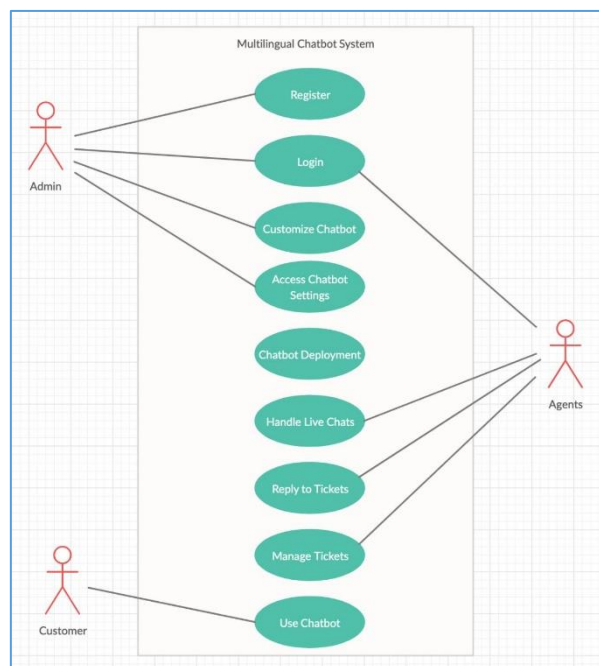 Multilingual Chatbot System
Register
Login
Admin
Customize Chatbot
Access Chatbot
Settings
Chatbot Deployment
Agents
Handle Live Chats
Reply to Tickets
Manage Tickets
Use Chatbot
Customer